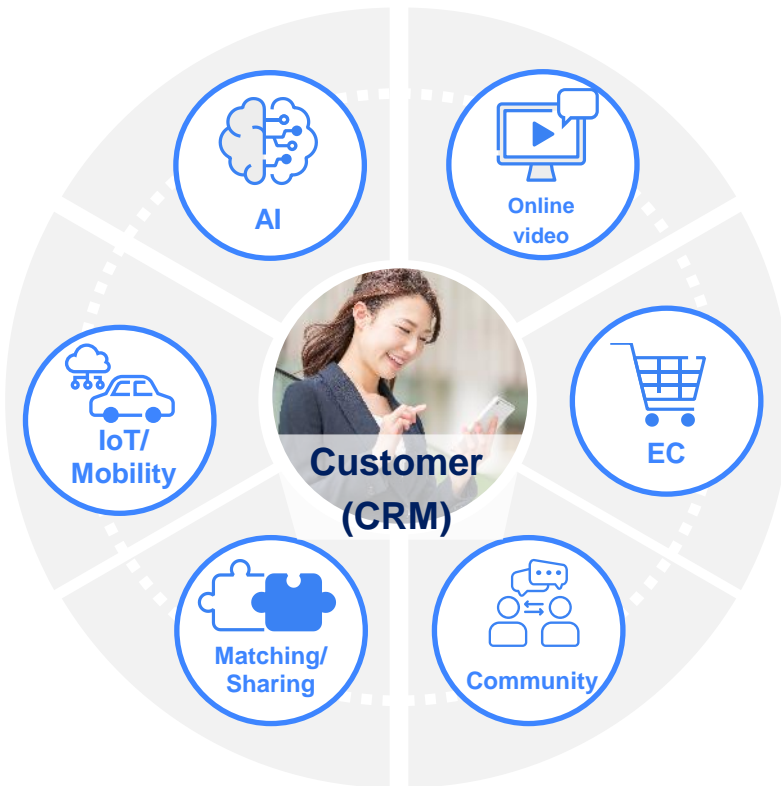 AI
Online
video
IoT/
Mobility
Customer
(CRM)
EC
Matching/
Sharing
Community